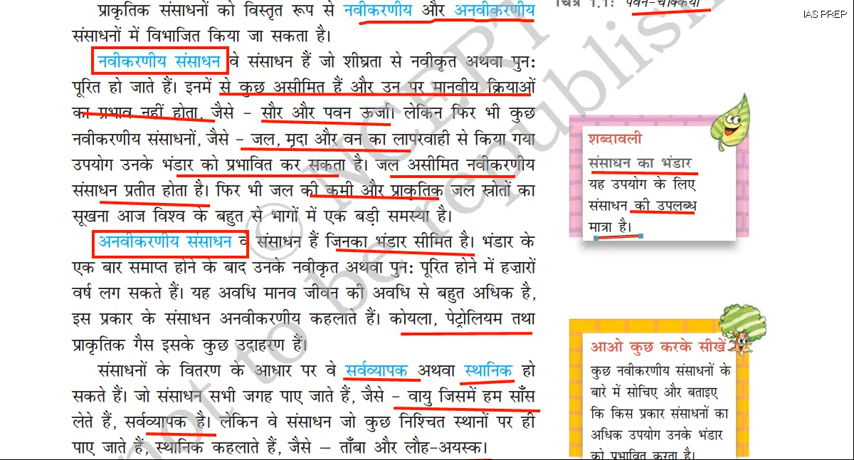 प्राकृतिक संसाधनों को विस्तृत रूप से नवीकरणीय और अनवीकरणीय
संसाधनों में विभाजित किया जा सकता है।
नवीकरणीय संसाधन वे संसाधन हैं जो शीघ्रता से नवीकृत अथवा पुन:
पूरित हो जाते हैं। इनमें से कुछ असीमित हैं और उन पर मानवीय क्रियाओं
का प्रभाव नहीं होता, जैसे – सौर और पवन ऊर्जा। लेकिन फिर भी कुछ
नवीकरणीय संसाधनों, जैसे – जल, मृदा और वन का लापरवाही से किया गया
उपयोग उनके भंडार को प्रभावित कर सकता है। जल असीमित नवीकरणीय
संसाधन प्रतीत होता है। फिर भी जल की कमी और प्राकृतिक जल स्रोतों का
सूखना आज विश्व के बहुत से भागों में एक बड़ी समस्या है।
अनवीकरणीय संसाधन वे संसाधन हैं जिनका भंडार सीमित है। भंडार के
एक बार समाप्त होने के बाद उनके नवीकृत अथवा पुन: पूरित होने में हज़ारों
वर्ष लग सकते हैं। यह अवधि मानव जीवन की अवधि से बहुत अधिक है,
इस प्रकार के संसाधन अनवीकरणीय कहलाते हैं। कोयला, पेट्रोलियम तथा
प्राकृतिक गैस इसके कुछ उदाहरण हैं।
संसाधनों के वितरण के आधार पर वे सर्वव्यापक अथवा स्थानिक हो
सकते हैं। जो संसाधन सभी जगह पाए जाते हैं, जैसे – वायु जिसमें हम साँस
लेते हैं, सर्वव्यापक है। लेकिन वे संसाधन जो कुछ निश्चित स्थानों पर ही
पाए जाते हैं, स्थानिक कहलाते हैं, जैसे – ताँबा और लौह-अयस्क।
चित्र 1.1: पवन-चक्कियाँ
IAS PREP
शब्दावली
संसाधन का भंडार
यह उपयोग के लिए
संसाधन की उपलब्ध
मात्रा है।
आओ कुछ करके सीखें
कुछ नवीकरणीय संसाधनों के
बारे में सोचिए और बताइए
कि किस प्रकार संसाधनों का
अधिक उपयोग उनके भंडार
को प्रभावित करता है।
© NCERT
not to be republish